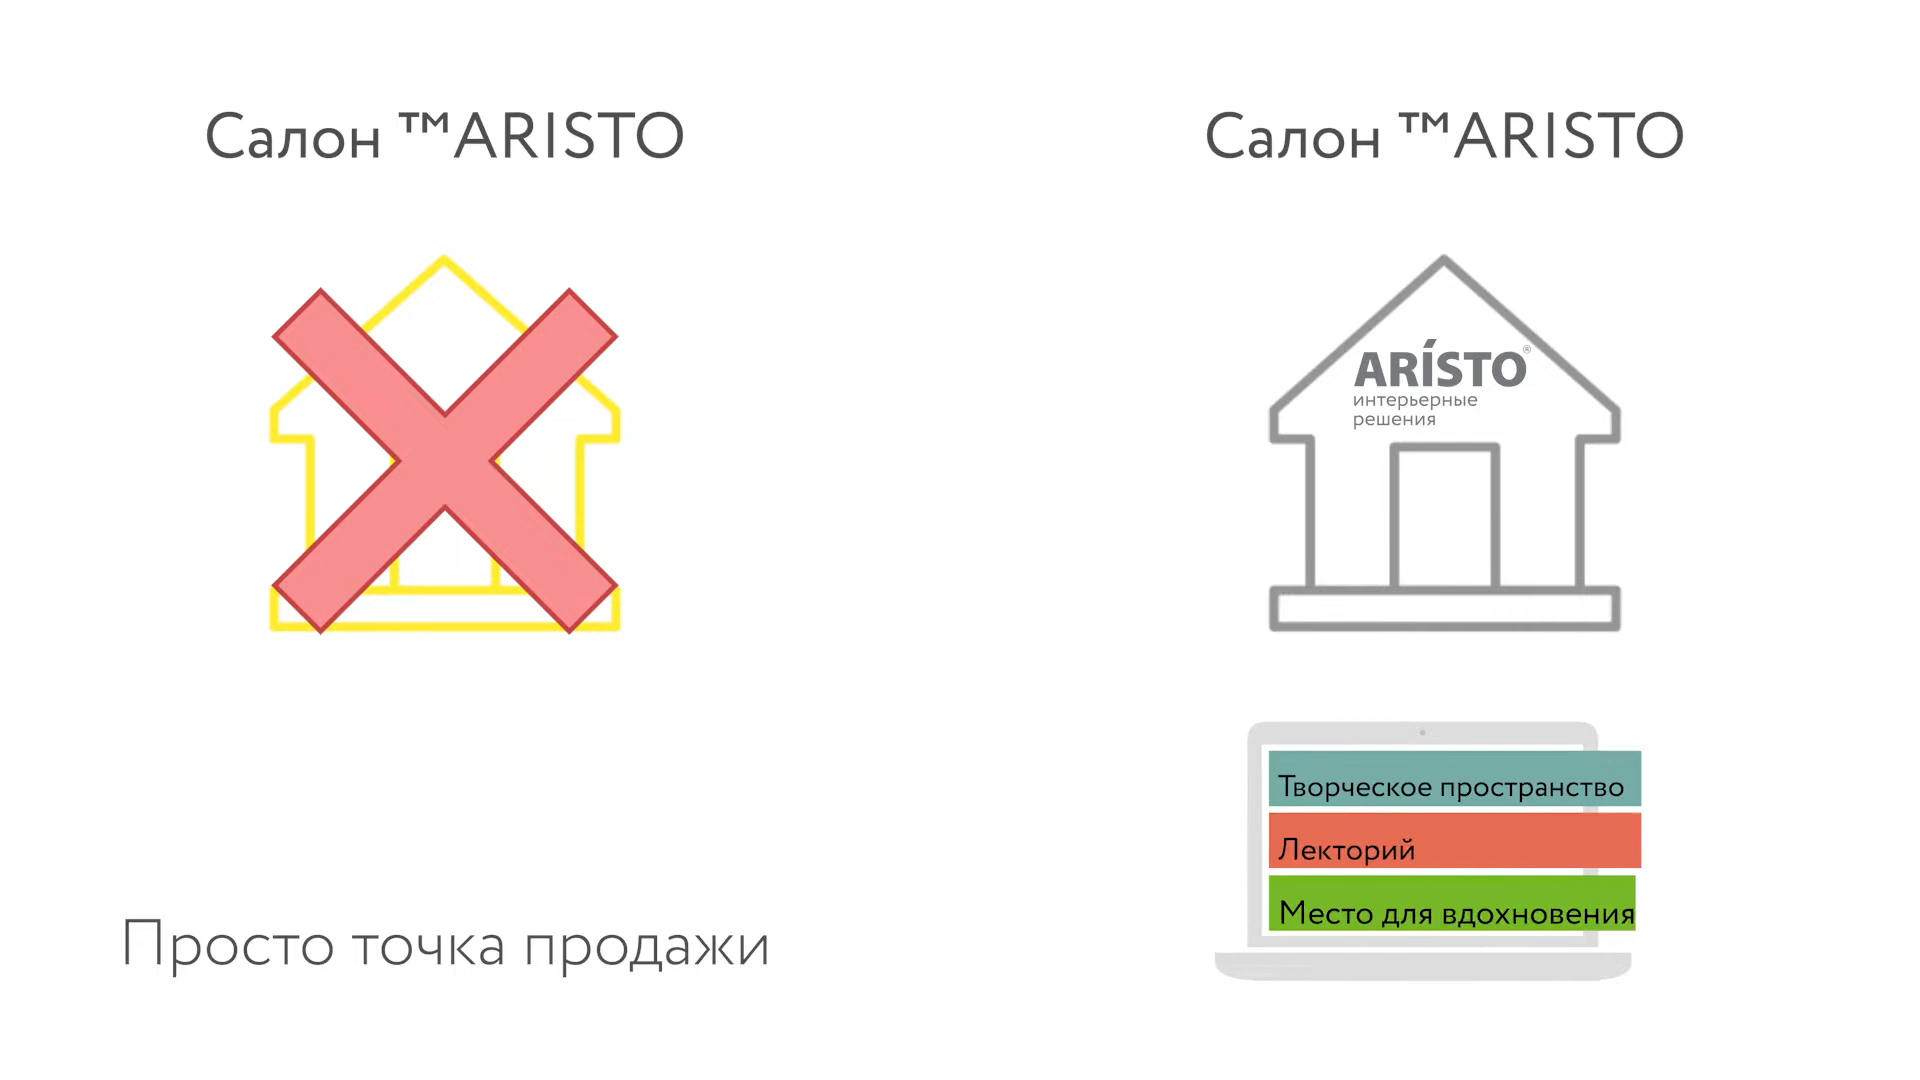 Салон ™ARISTO
Салон ™ARISTO
ARÍSTO®
интерьерные
решения
Творческое пространство
Лекторий
Место для вдохновения
Просто точка продажи